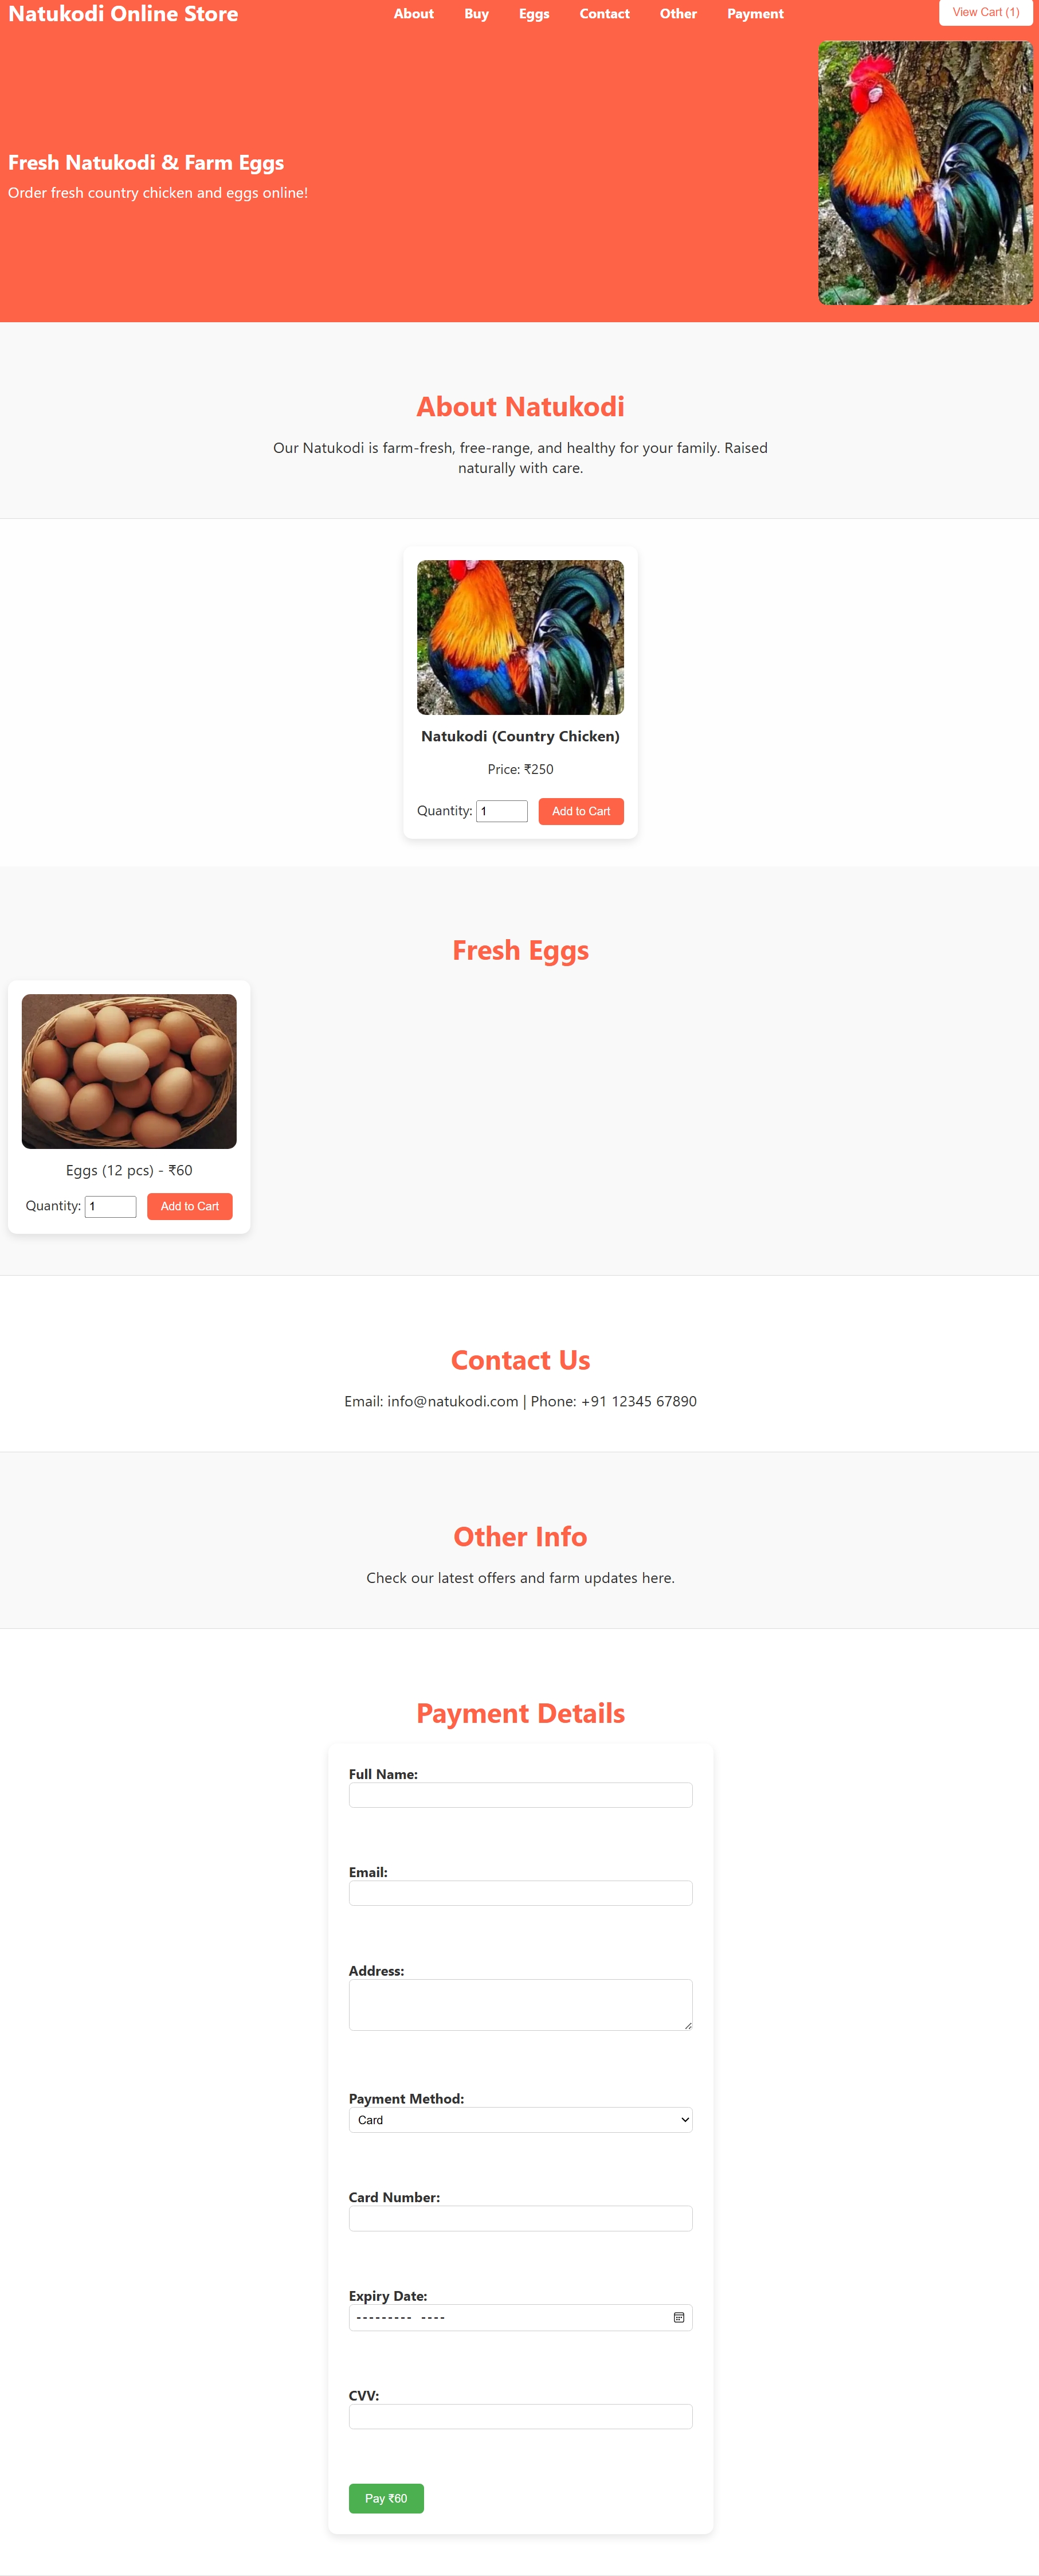 Natukodi Online Store
About Buy Eggs Contact Other Payment
View Cart (1)
Fresh Natukodi & Farm Eggs
Order fresh country chicken and eggs online!
About Natukodi
Our Natukodi is farm-fresh, free-range, and healthy for your family. Raised
naturally with care.
Natukodi (Country Chicken)
Price: ₹250
Quantity: 1 Add to Cart
Fresh Eggs
Eggs (12 pcs) - ₹60
Quantity: 1 Add to Cart
Contact Us
Email: info@natukodi.com | Phone: +91 12345 67890
Other Info
Check our latest offers and farm updates here.
Payment Details
Full Name:
Email:
Address:
Payment Method:
Card
Card Number:
Expiry Date:
--------- ----
CVV:
Pay ₹60